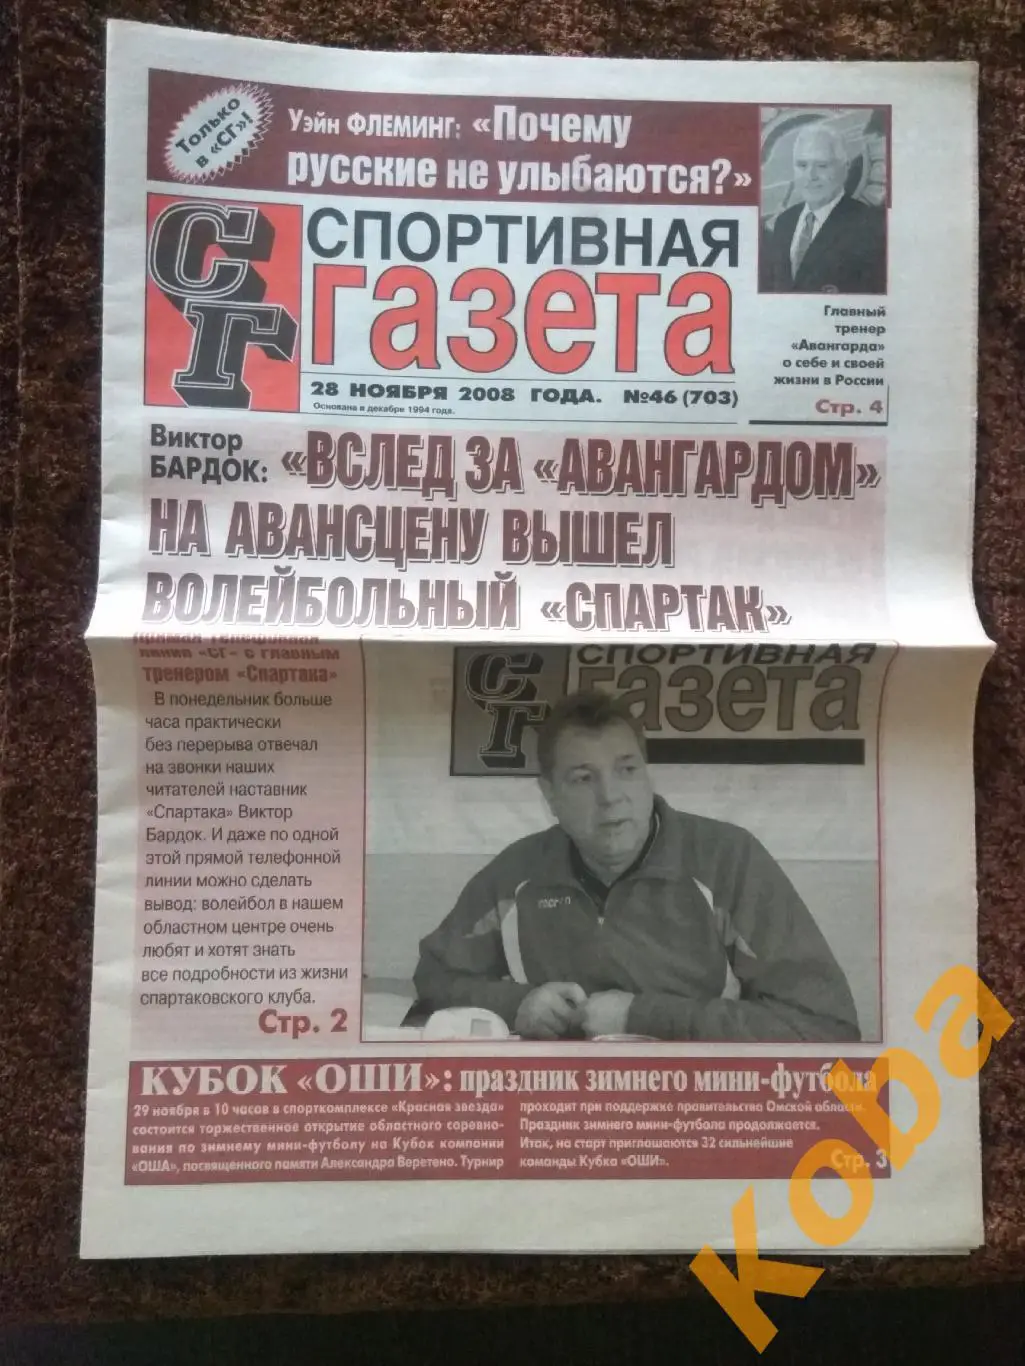 Только
в «СГ»!
Уэйн ФЛЕМИНГ: «Почему
русские не улыбаются?»
СГ
СПОРТИВНАЯ
газета
28 НОЯБРЯ 2008 ГОДА. №46 (703)
Основана в декабре 1994 года.
Главный
тренер
«Авангарда»
о себе и своей
жизни в России
Стр. 4
Виктор
БАРДОК: «ВСЛЕД ЗА «АВАНГАРДОМ»
НА АВАНСЦЕНУ ВЫШЕЛ
ВОЛЕЙБОЛЬНЫЙ «СПАРТАК»
Прямая телефонная
линия «СГ» с главным
тренером «Спартака»
В понедельник больше
часа практически
без перерыва отвечал
на звонки наших
читателей наставник
«Спартака» Виктор
Бардок. И даже по одной
этой прямой телефонной
линии можно сделать
вывод: волейбол в нашем
областном центре очень
любят и хотят знать
все подробности из жизни
спартаковского клуба.
Стр. 2
СГ
СПОРТИВНАЯ
газета
КУБОК «ОШИ»: праздник зимнего мини-футбола
29 ноября в 10 часов в спорткомплексе «Красная звезда»
состоится торжественное открытие областного соревно-
вания по зимнему мини-футболу на Кубок компании
«ОША», посвященного памяти Александра Веретено. Турнир
проходит при поддержке правительства Омской области.
Праздник зимнего мини-футбола продолжается.
Итак, на старт приглашаются 32 сильнейшие
команды Кубка «ОШИ».
Стр. 3
Коба